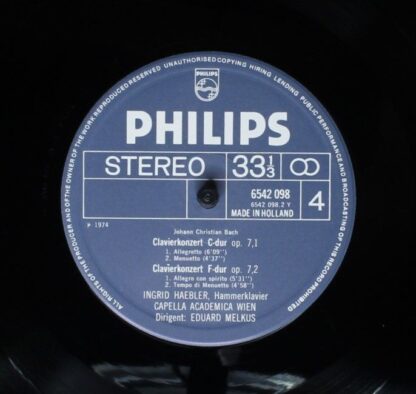 ALL RIGHTS OF THE PRODUCER AND OF THE OWNER OF THE WORK REPRODUCED RESERVED UNAUTHORISED COPYING HIRING LENDING PUBLIC PERFORMANCE AND BROADCASTING OF THIS RECORD PROHIBITED
PHILIPS
PHILIPS
STEREO 33 1/3
6542 098
6542 098.2 Y
MADE IN HOLLAND
4
℗ 1974
Johann Christian Bach
Clavierkonzert C-dur op. 7,1
1. Allegretto (6'09")
2. Menuetto (4'37")
Clavierkonzert F-dur op. 7,2
1. Allegro con spirito (5'31")
2. Tempo di Menuetto (4'58")
INGRID HAEBLER, Hammerklavier
CAPELLA ACADEMICA WIEN
Dirigent: EDUARD MELKUS